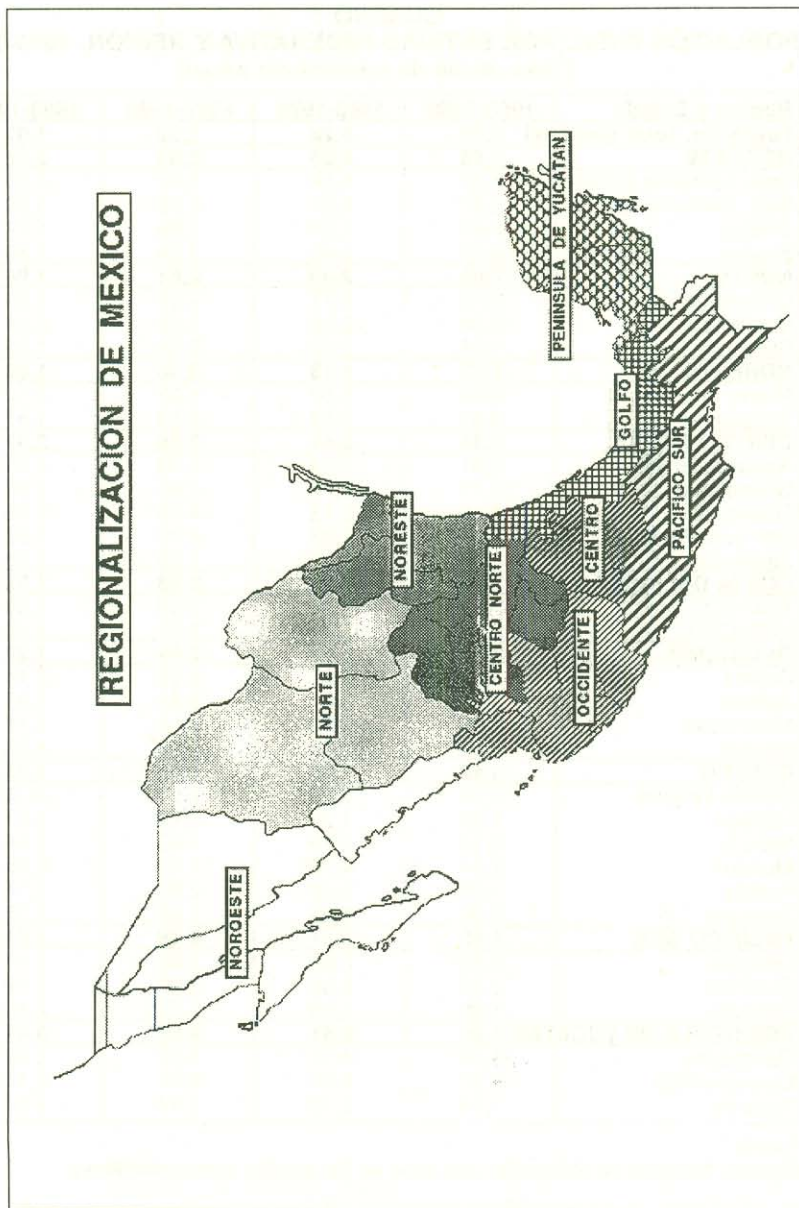 REGIONALIZACION DE MEXICO
NOROESTE
NORTE
NORESTE
CENTRO NORTE
OCCIDENTE
CENTRO
GOLFO
PACIFICO SUR
PENINSULA DE YUCATAN